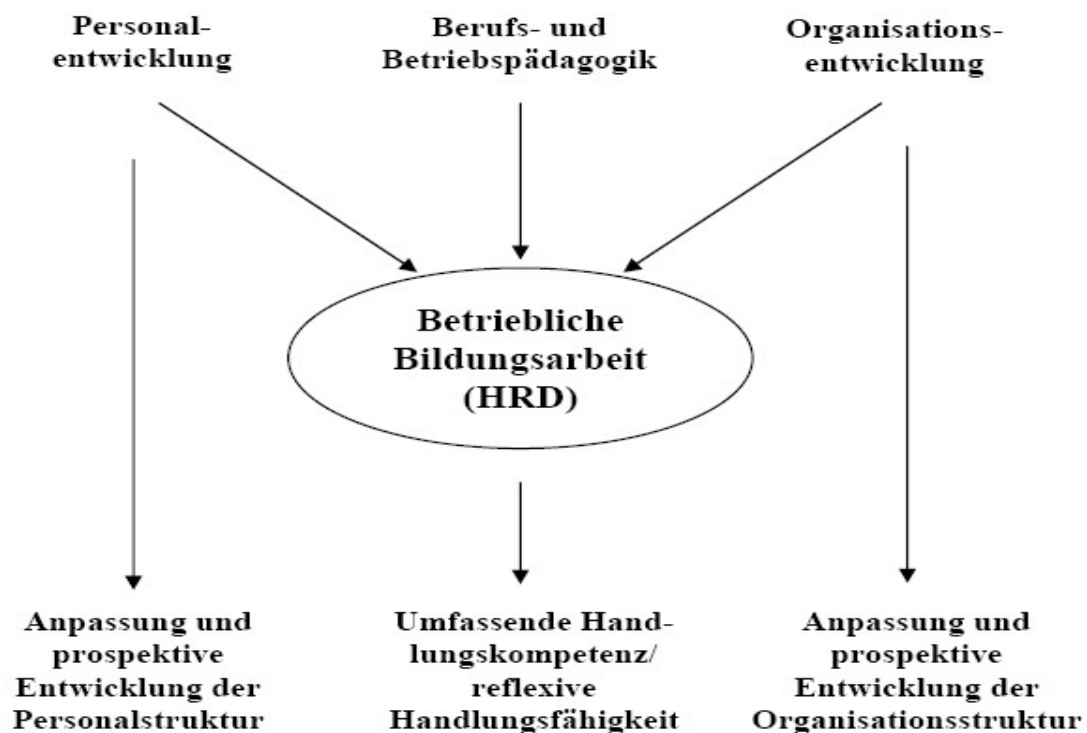 Personal-
entwicklung
Berufs- und
Betriebspädagogik
Organisations-
entwicklung
Betriebliche
Bildungsarbeit
(HRD)
Anpassung und
prospektive
Entwicklung der
Personalstruktur
Umfassende Hand-
lungskompetenz/
reflexive
Handlungsfähigkeit
Anpassung und
prospektive
Entwicklung der
Organisationsstruktur